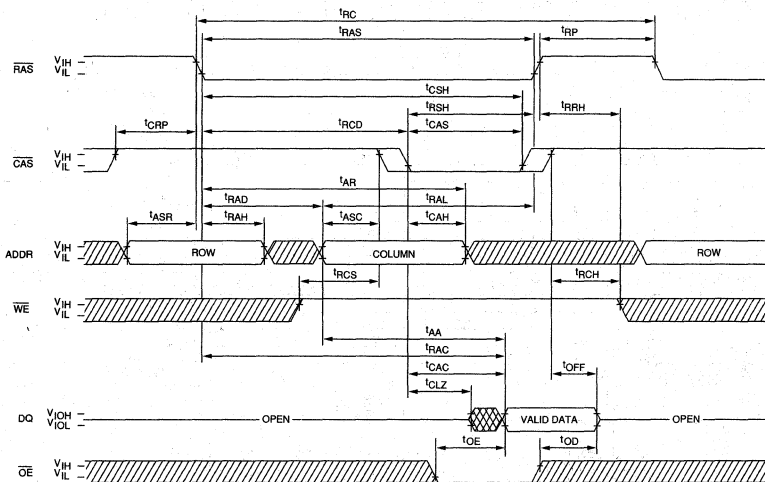 tRC
tRAS
tRP
RAS
VIH
VIL
tCSH
tRSH
tRRH
tCRP
tRCD
tCAS
CAS
VIH
VIL
tAR
tRAD
tRAL
tASR
tRAH
tASC
tCAH
ADDR
VIH
VIL
ROW
COLUMN
ROW
tRCS
tRCH
WE
VIH
VIL
tAA
tRAC
tCAC
tOFF
tCLZ
DQ
VIOH
VIOL
OPEN
VALID DATA
OPEN
tOE
tOD
OE
VIH
VIL